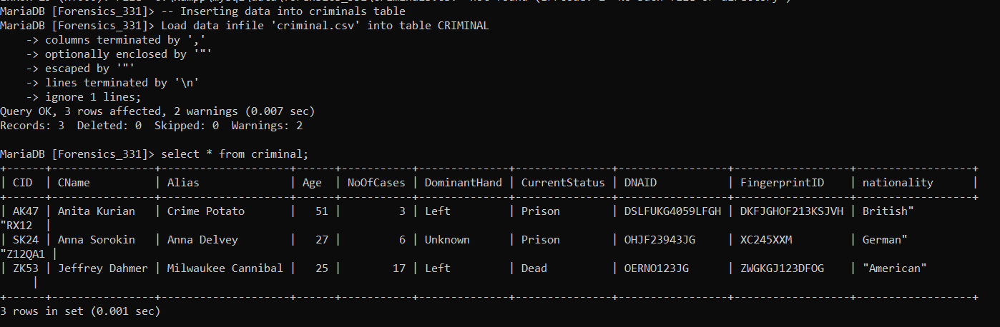 MariaDB [Forensics_331]> -- Inserting data into criminals table
MariaDB [Forensics_331]> Load data infile 'criminal.csv' into table CRIMINAL
    -> columns terminated by ','
    -> optionally enclosed by '"'
    -> escaped by '"'
    -> lines terminated by '\n'
    -> ignore 1 lines;
Query OK, 3 rows affected, 2 warnings (0.007 sec)
Records: 3  Deleted: 0  Skipped: 0  Warnings: 2
MariaDB [Forensics_331]> select * from criminal;
+------+----------------+--------------------+------+-----------+--------------+---------------+----------------+-----------------+-----------------+
| CID  | CName          | Alias              | Age  | NoOfCases | DominantHand | CurrentStatus | DNAID          | FingerprintID   | nationality      |
+------+----------------+--------------------+------+-----------+--------------+---------------+----------------+-----------------+-----------------+
| AK47 | Anita Kurian   | Crime Potato       |   51 |         3 | Left         | Prison        | DSLFUKG4059LFGH | DKFJGHOF213KSJVH | British"
"RX12  |
| SK24 | Anna Sorokin   | Anna Delvey        |   27 |         6 | Unknown      | Prison        | OHJF23943JG    | XC245XXM        | German"
"Z12QA1 |
| ZK53 | Jeffrey Dahmer | Milwaukee Cannibal |   25 |        17 | Left         | Dead          | OERNO123JG     | ZWGKGJ123DFOG   | "American"
     |
+------+----------------+--------------------+------+-----------+--------------+---------------+----------------+-----------------+-----------------+
3 rows in set (0.001 sec)